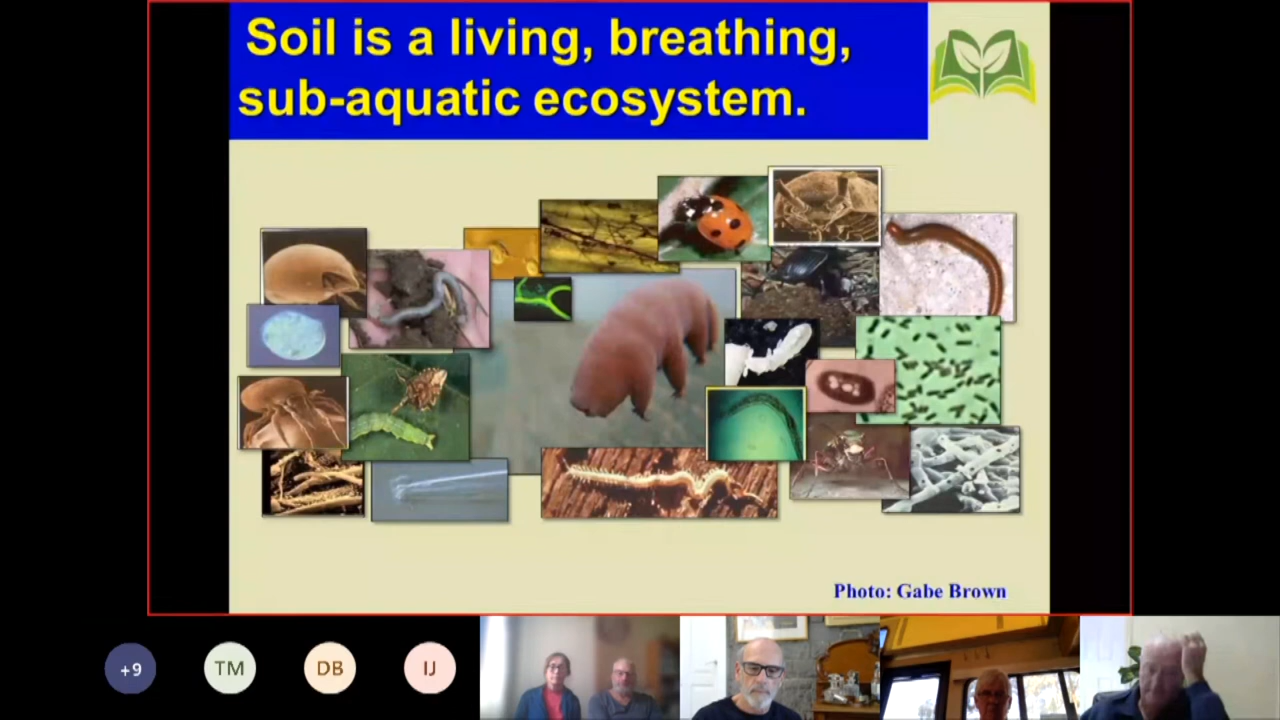 Soil is a living, breathing,
sub-aquatic ecosystem.
Photo: Gabe Brown
+9
TM
DB
IJ